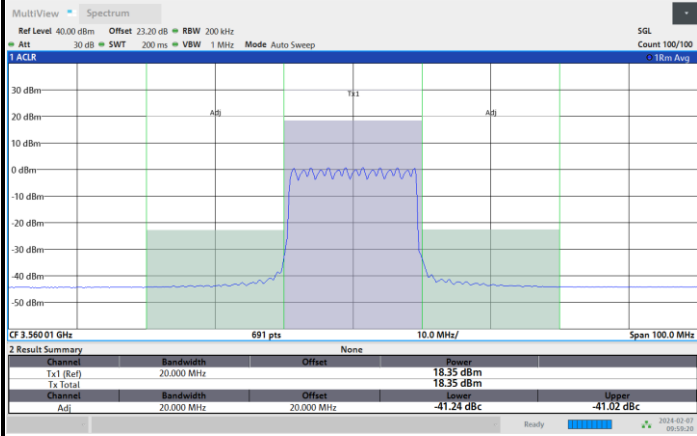 MultiView Spectrum
Ref Level 40.00 dBm Offset 23.20 dB RBW 200 kHz SGL
Att 30 dB SWT 200 ms VBW 1 MHz Mode Auto Sweep Count 100/100
1 ACLR 1Rm Avg
30 dBm
Tx1
Adj Adj
20 dBm
10 dBm
0 dBm
-10 dBm
-20 dBm
-30 dBm
-40 dBm
-50 dBm
CF 3.560 01 GHz 691 pts 10.0 MHz/ Span 100.0 MHz
2 Result Summary None
Channel Bandwidth Offset Power
Tx1 (Ref) 20.000 MHz 18.35 dBm
Tx Total 18.35 dBm
Channel Bandwidth Offset Lower Upper
Adj 20.000 MHz 20.000 MHz -41.24 dBc -41.02 dBc
Ready 2024-02-07
09:59:20